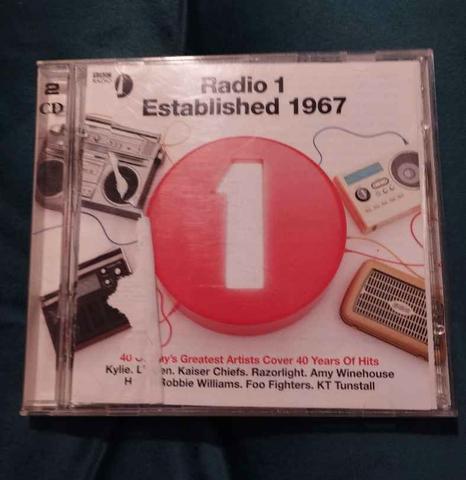 2
CD
BBC
RADIO
1
Radio 1
Established 1967
1
40 Greatest Artists Cover 40 Years Of Hits
Kylie. Kaiser Chiefs. Razorlight. Amy Winehouse
Robbie Williams. Foo Fighters. KT Tunstall